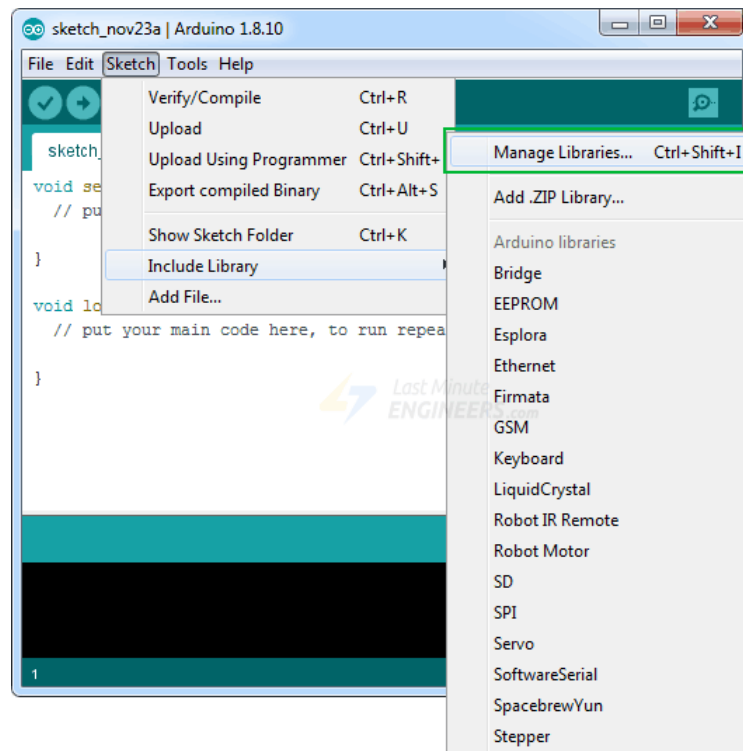 sketch_nov23a | Arduino 1.8.10
File Edit Sketch Tools Help
Verify/Compile Ctrl+R
Upload Ctrl+U
Upload Using Programmer Ctrl+Shift+
Export compiled Binary Ctrl+Alt+S
Show Sketch Folder Ctrl+K
Include Library
Add File...
sketch_
void se
// pu
}
void lo
// put your main code here, to run repea
}
1
Manage Libraries... Ctrl+Shift+I
Add .ZIP Library...
Arduino libraries
Bridge
EEPROM
Esplora
Ethernet
Firmata
GSM
Keyboard
LiquidCrystal
Robot IR Remote
Robot Motor
SD
SPI
Servo
SoftwareSerial
SpacebrewYun
Stepper
Last Minute
ENGINEERS.com